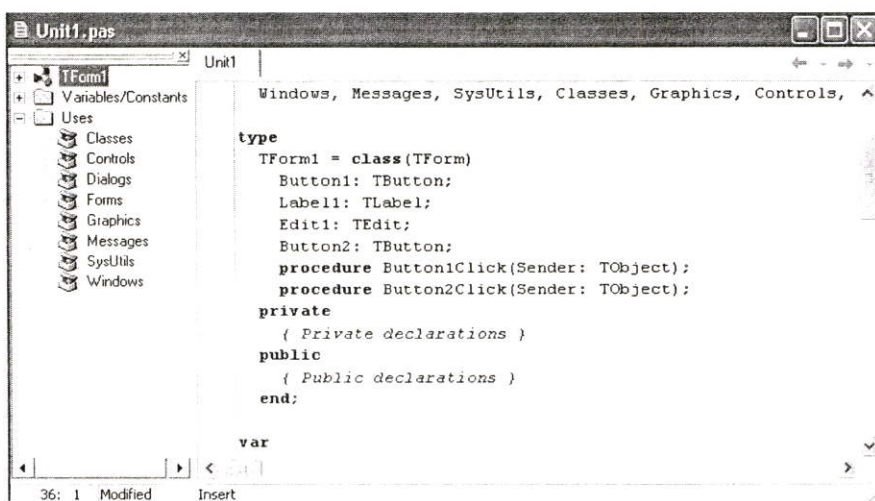 Unit1.pas
TForm1
Variables/Constants
Uses
Classes
Controls
Dialogs
Forms
Graphics
Messages
SysUtils
Windows
Unit1
Windows, Messages, SysUtils, Classes, Graphics, Controls,
type
TForm1 = class(TForm)
Button1: TButton;
Label1: TLabel;
Edit1: TEdit;
Button2: TButton;
procedure Button1Click(Sender: TObject);
procedure Button2Click(Sender: TObject);
private
{ Private declarations }
public
{ Public declarations }
end;
var
36: 1 Modified Insert